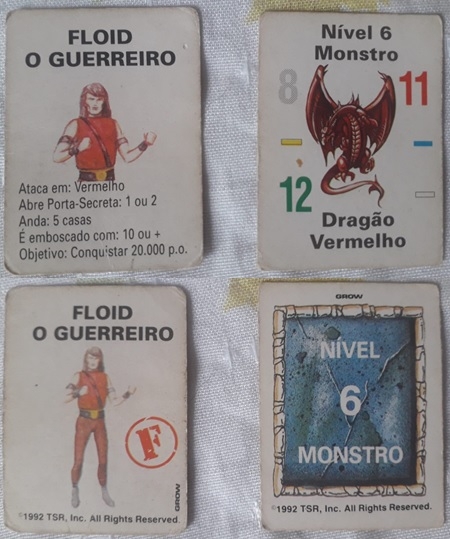 FLOID
O GUERREIRO
Ataca em: Vermelho
Abre Porta-Secreta: 1 ou 2
Anda: 5 casas
É emboscado com: 10 ou +
Objetivo: Conquistar 20.000 p.o.
Nível 6
Monstro
8
11
12
Dragão
Vermelho
FLOID
O GUERREIRO
F
GROW
©1992 TSR, Inc. All Rights Reserved.
GROW
NÍVEL
6
MONSTRO
©1992 TSR, Inc. All Rights Reserved.